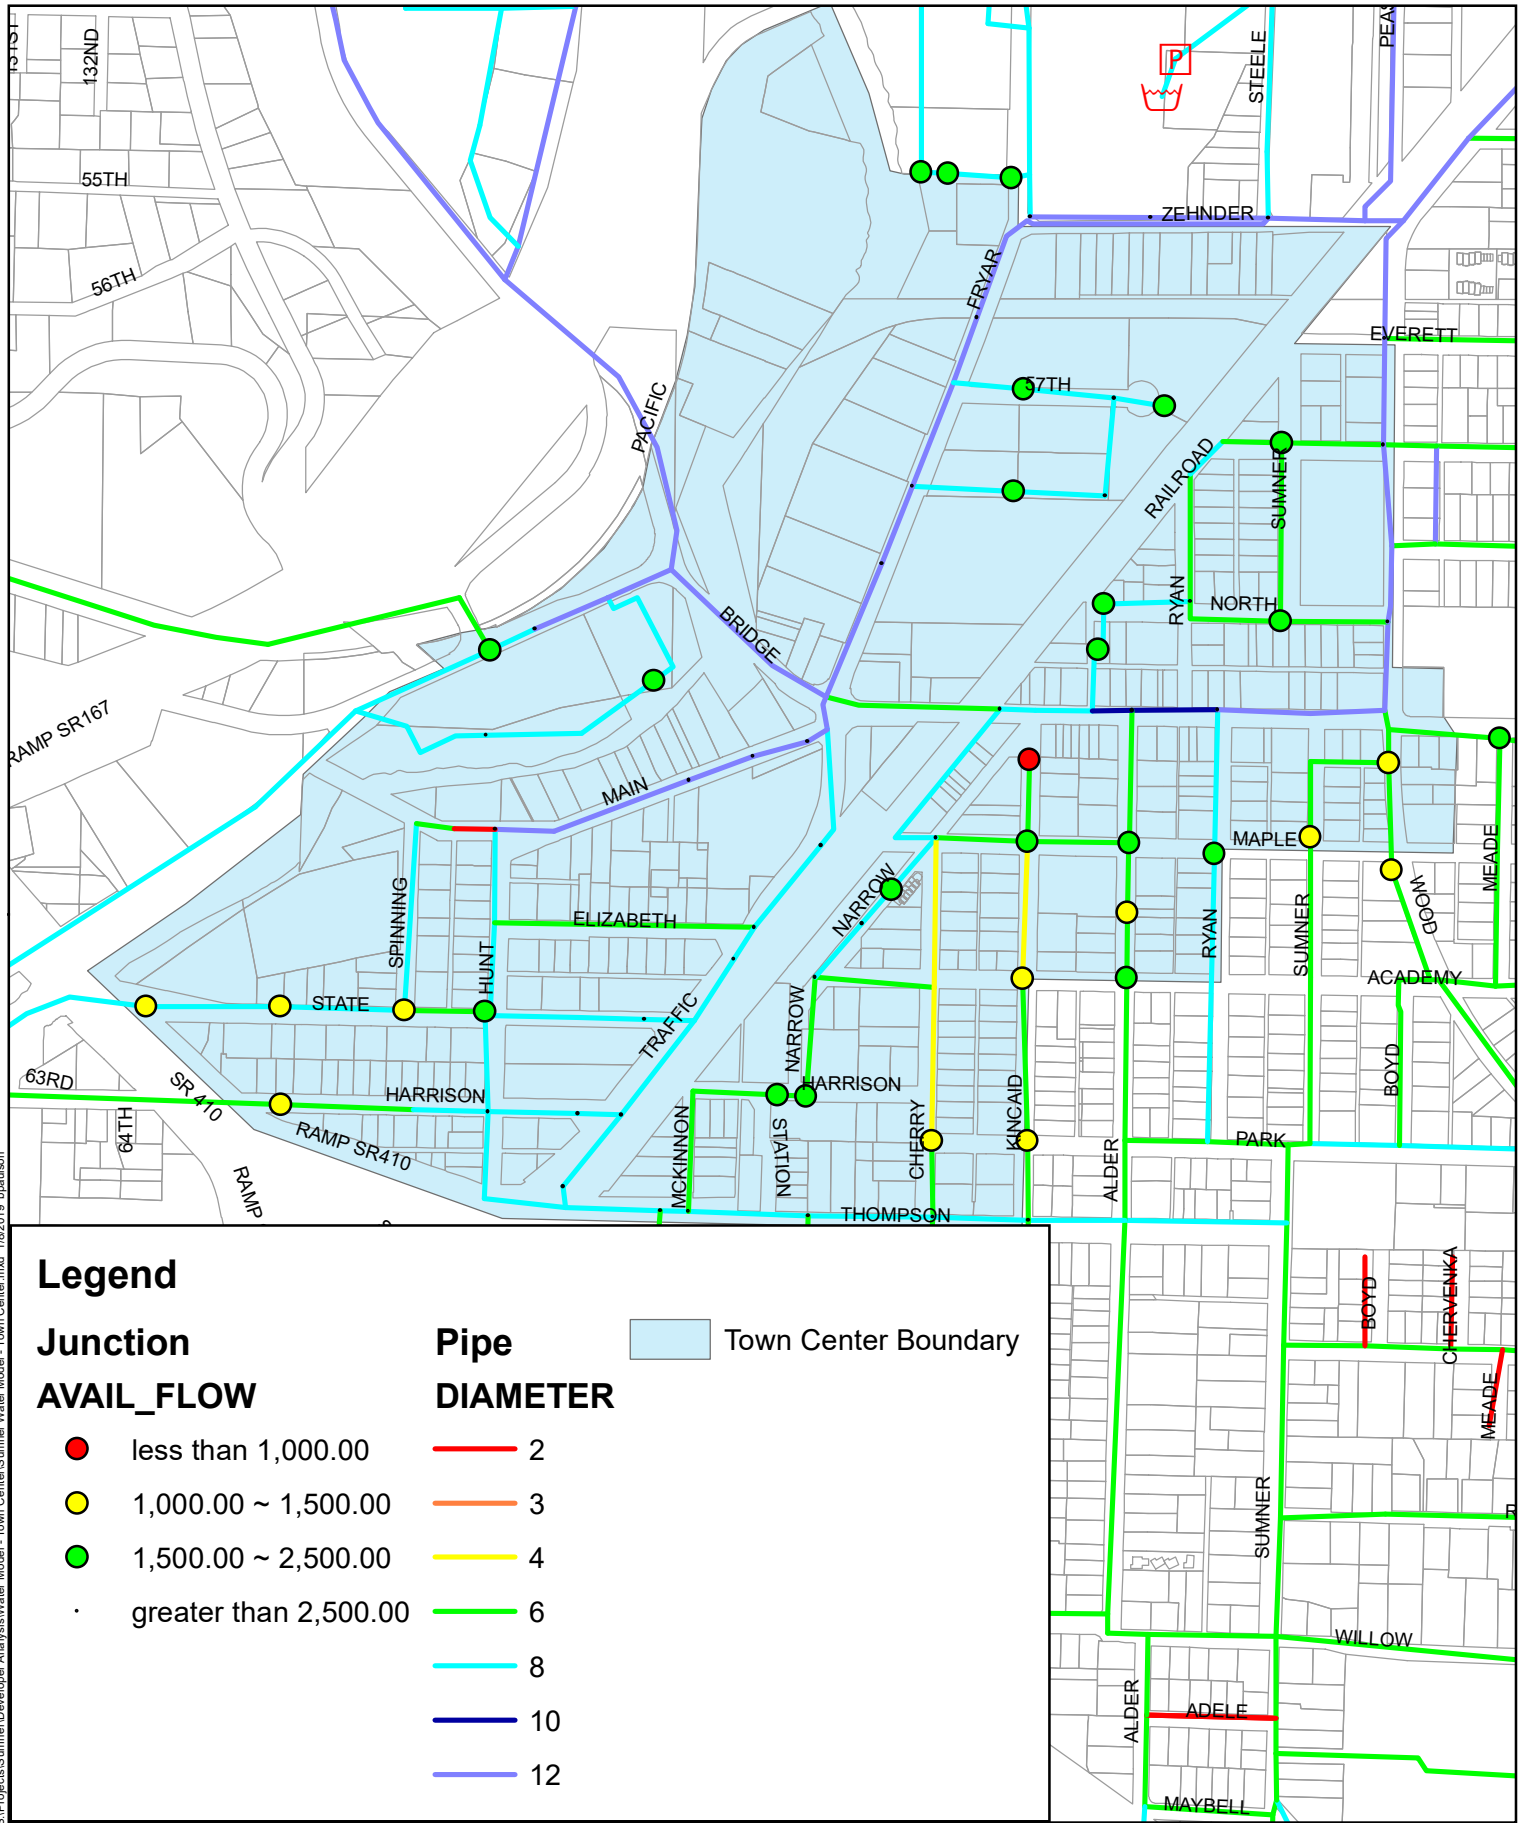 132ND
STEELE
P
55TH
ZEHNDER
56TH
FRYAR
EVERETT
57TH
PACIFIC
RAILROAD
SUMNER
RYAN
NORTH
BRIDGE
RAMP SR167
MAIN
MAPLE
MEADE
NARROW
WOOD
SPINNING
ELIZABETH
RYAN
SUMNER
HUNT
ACADEMY
STATE
TRAFFIC
NARROW
BOYD
63RD
SR 410
HARRISON
HARRISON
KINCAID
64TH
RAMP SR410
MCKINNON
STATION
CHERRY
ALDER
PARK
RAMP
THOMPSON
Legend
Junction
Pipe
Town Center Boundary
AVAIL_FLOW
DIAMETER
less than 1,000.00
2
1,000.00 ~ 1,500.00
3
1,500.00 ~ 2,500.00
4
greater than 2,500.00
6
8
10
12
BOYD
CHERVENKA
MEADE
SUMNER
WILLOW
ALDER
ADELE
MAYBELL